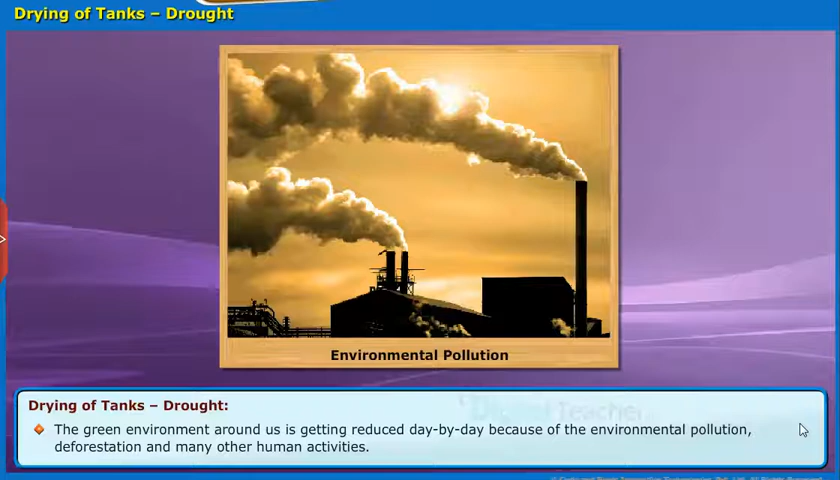 Drying of Tanks – Drought
Environmental Pollution
Drying of Tanks – Drought:
The green environment around us is getting reduced day-by-day because of the environmental pollution,
deforestation and many other human activities.